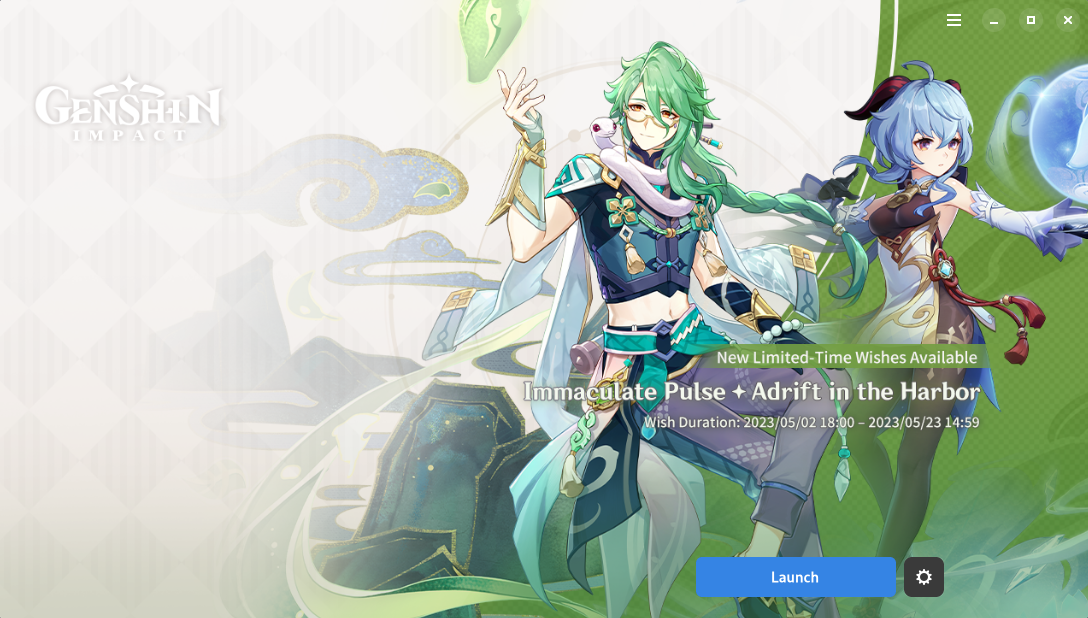 GENSHIN
IMPACT
New Limited-Time Wishes Available
Immaculate Pulse ✦ Adrift in the Harbor
Wish Duration: 2023/05/02 18:00 – 2023/05/23 14:59
Launch